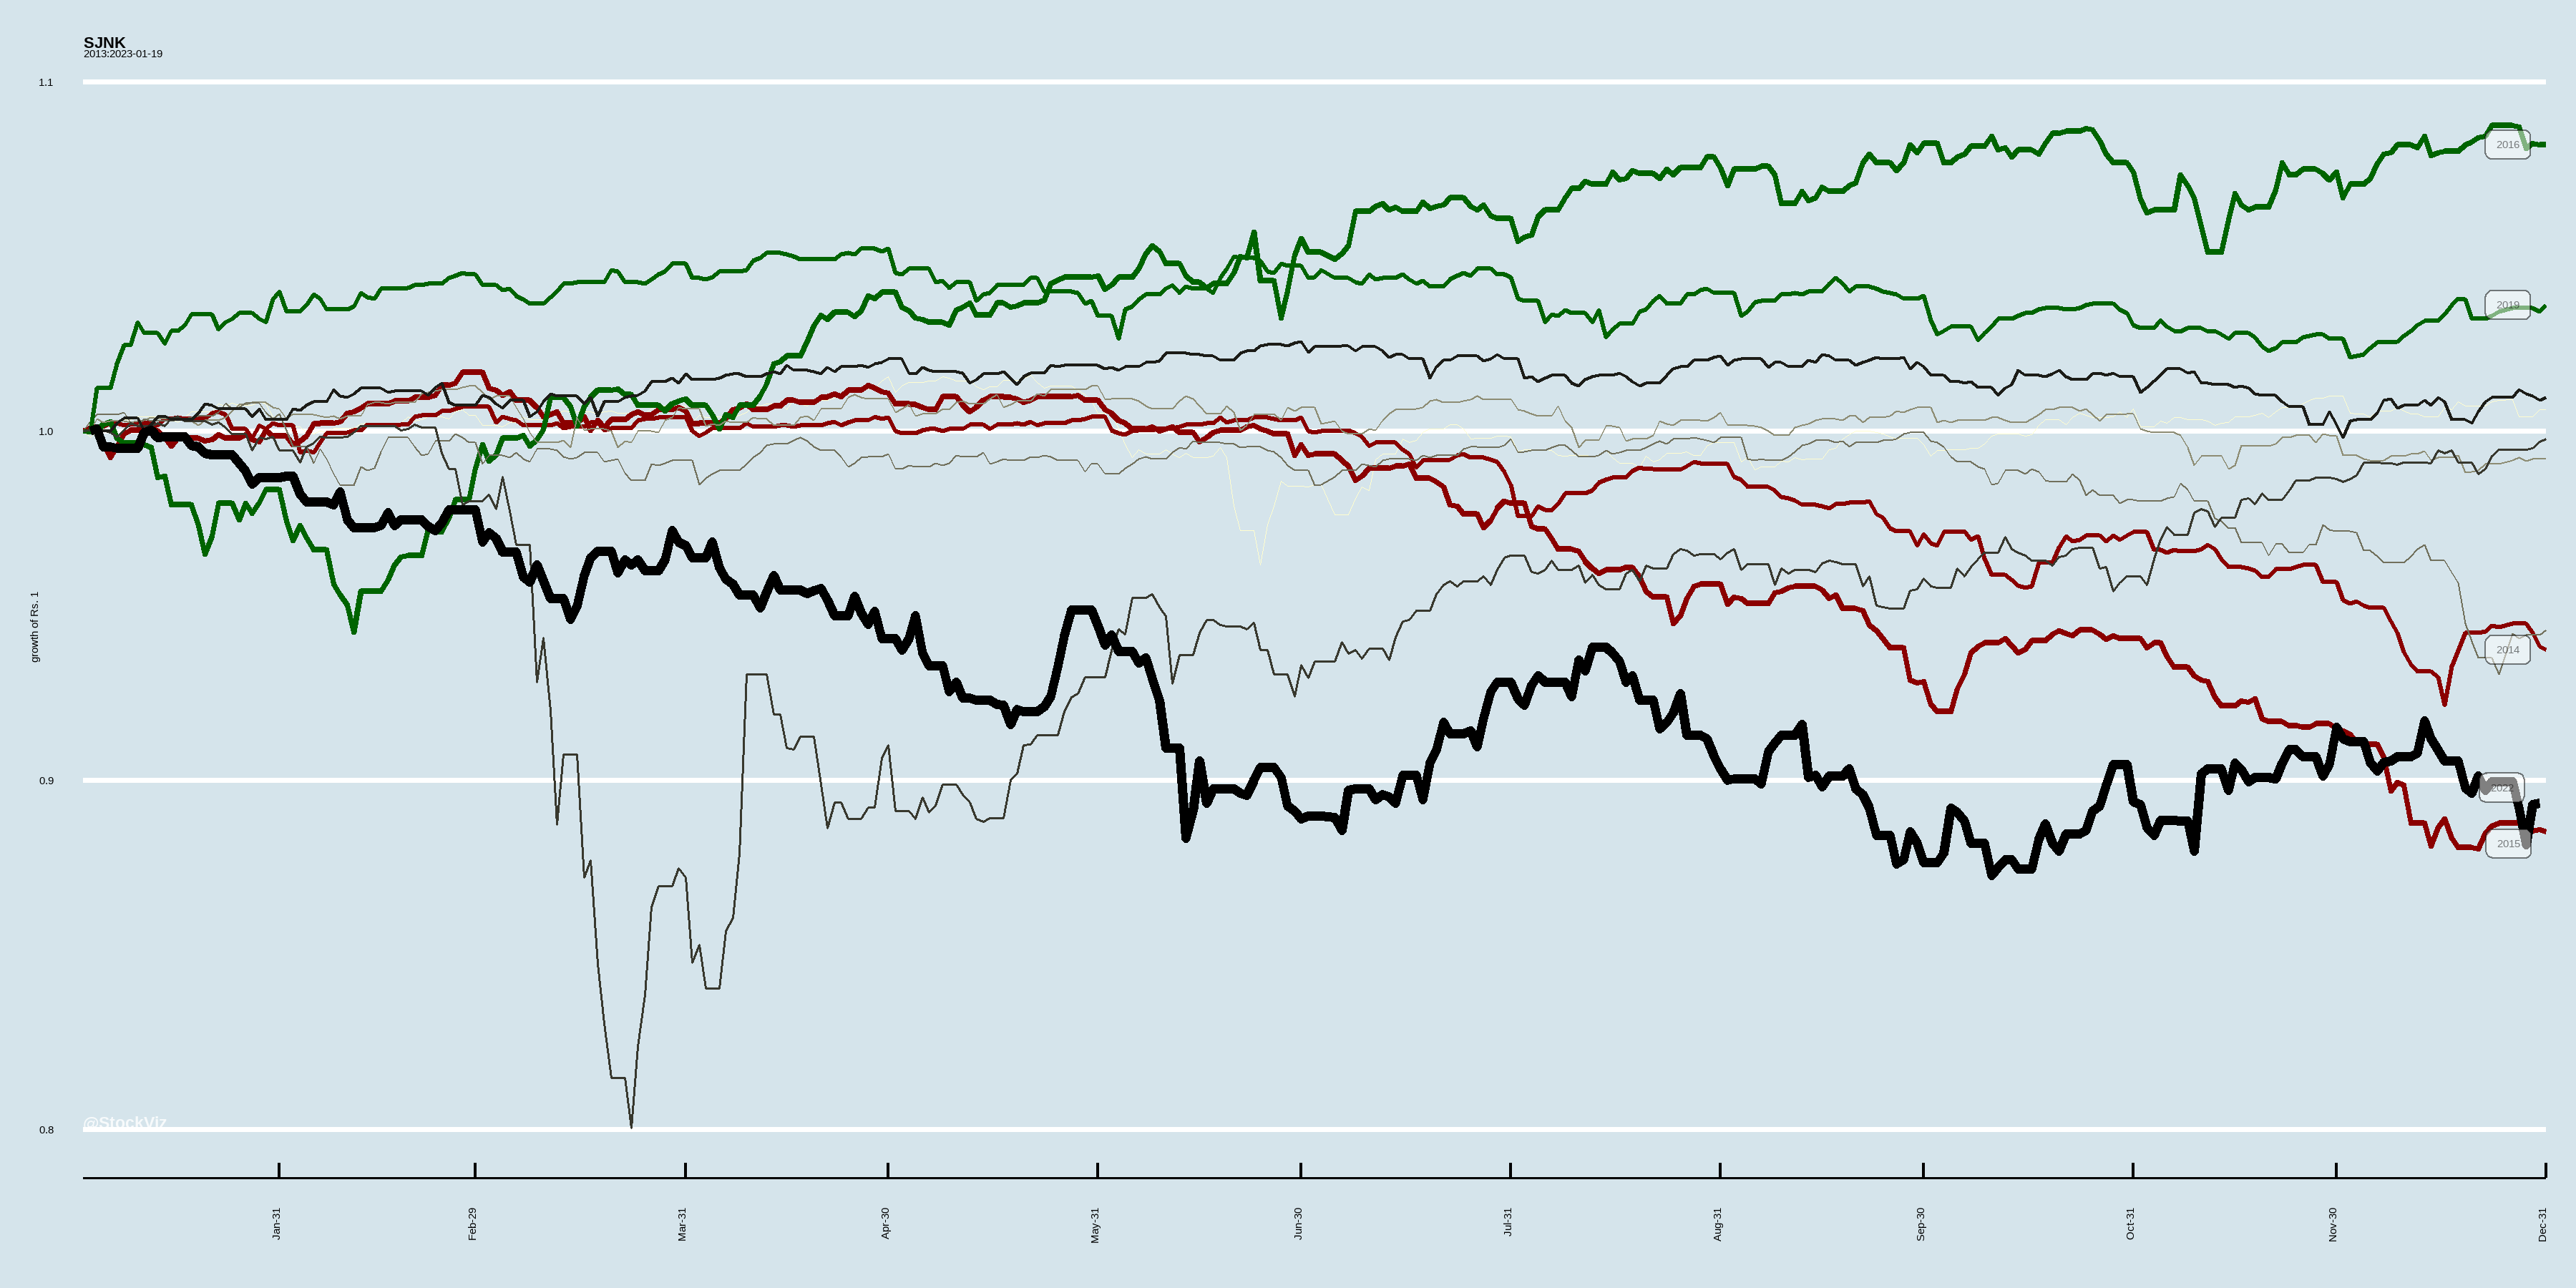 SJNK
2013:2023-01-19
1.1
2016
2019
1.0
growth of Rs. 1
2014
0.9
2022
2015
@StockViz
0.8
Jan-31
Feb-29
Mar-31
Apr-30
May-31
Jun-30
Jul-31
Aug-31
Sep-30
Oct-31
Nov-30
Dec-31